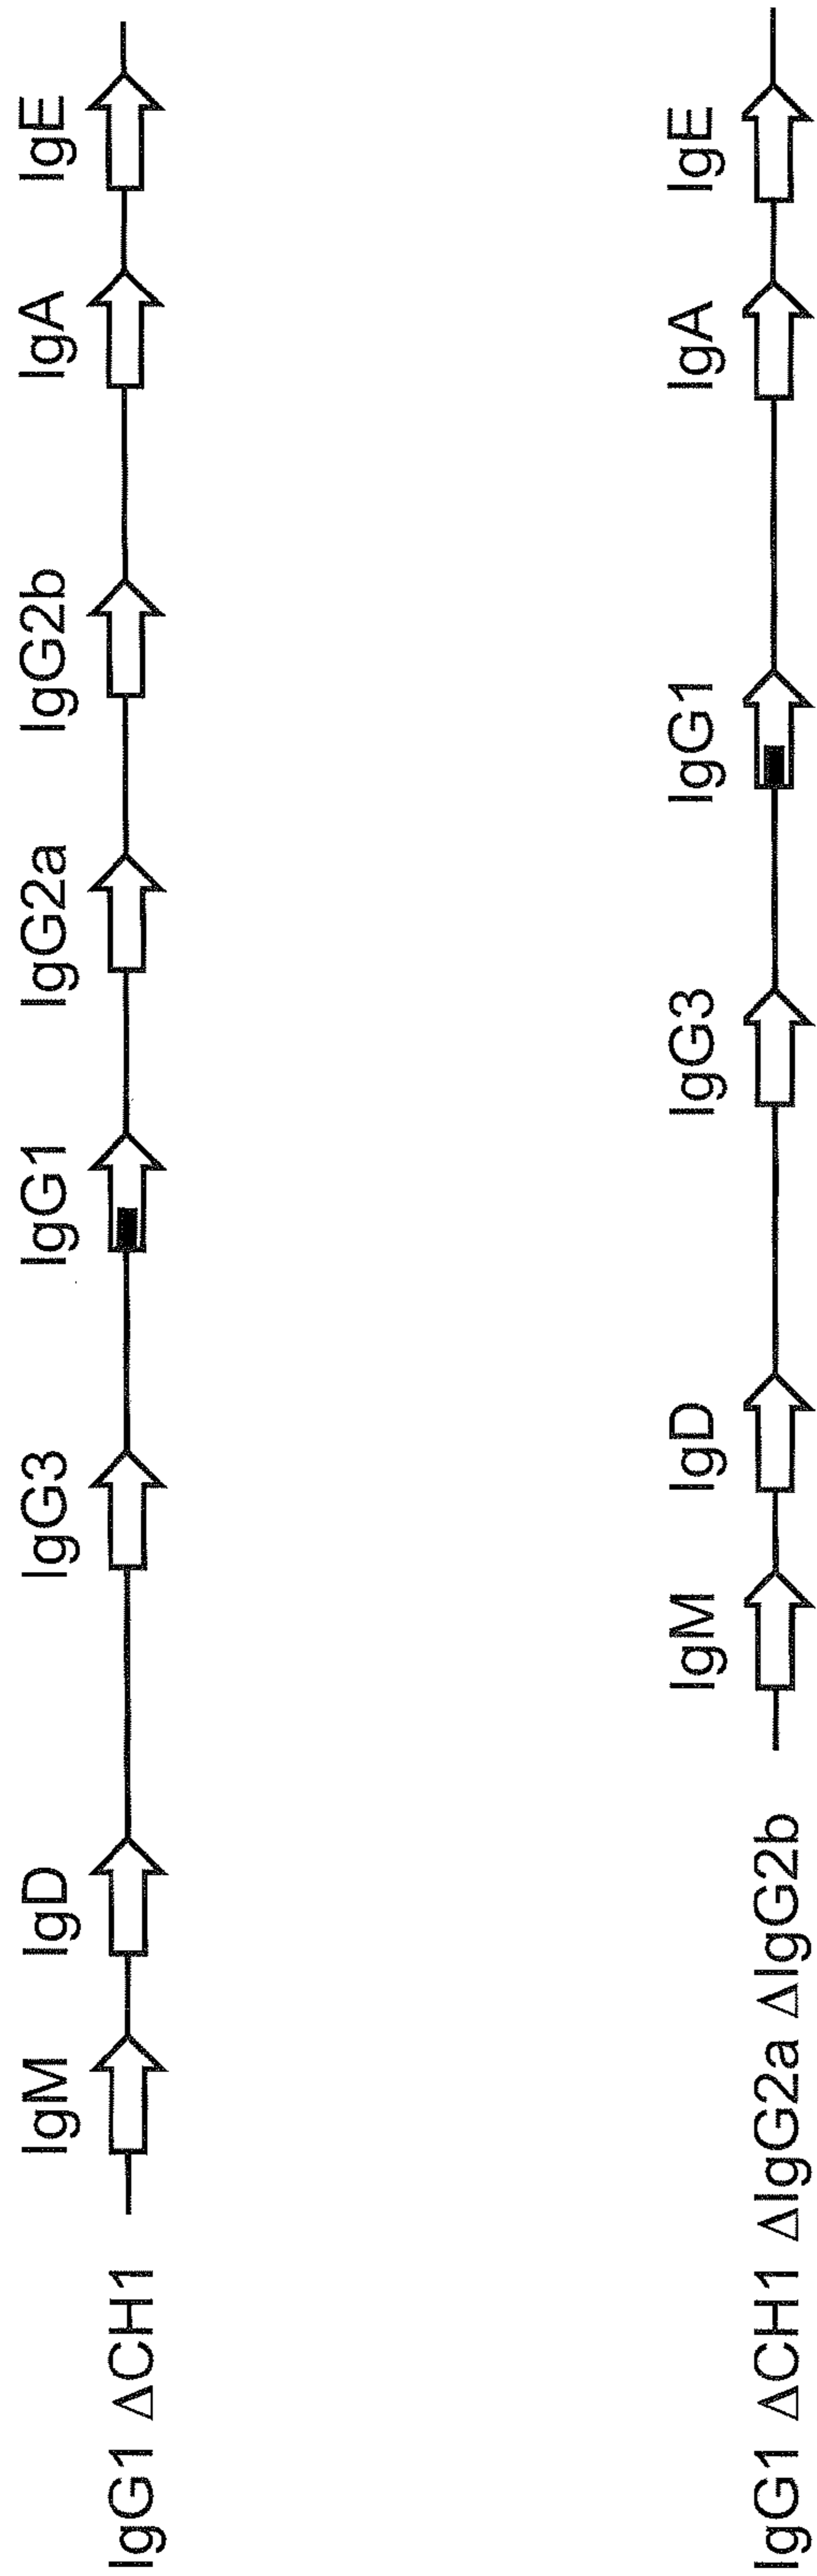 IgG1 ΔCH1
IgM
IgD
IgG3
IgG1
IgG2a
IgG2b
IgA
IgE
IgG1 ΔCH1 ΔIgG2a ΔIgG2b
IgM
IgD
IgG3
IgG1
IgA
IgE